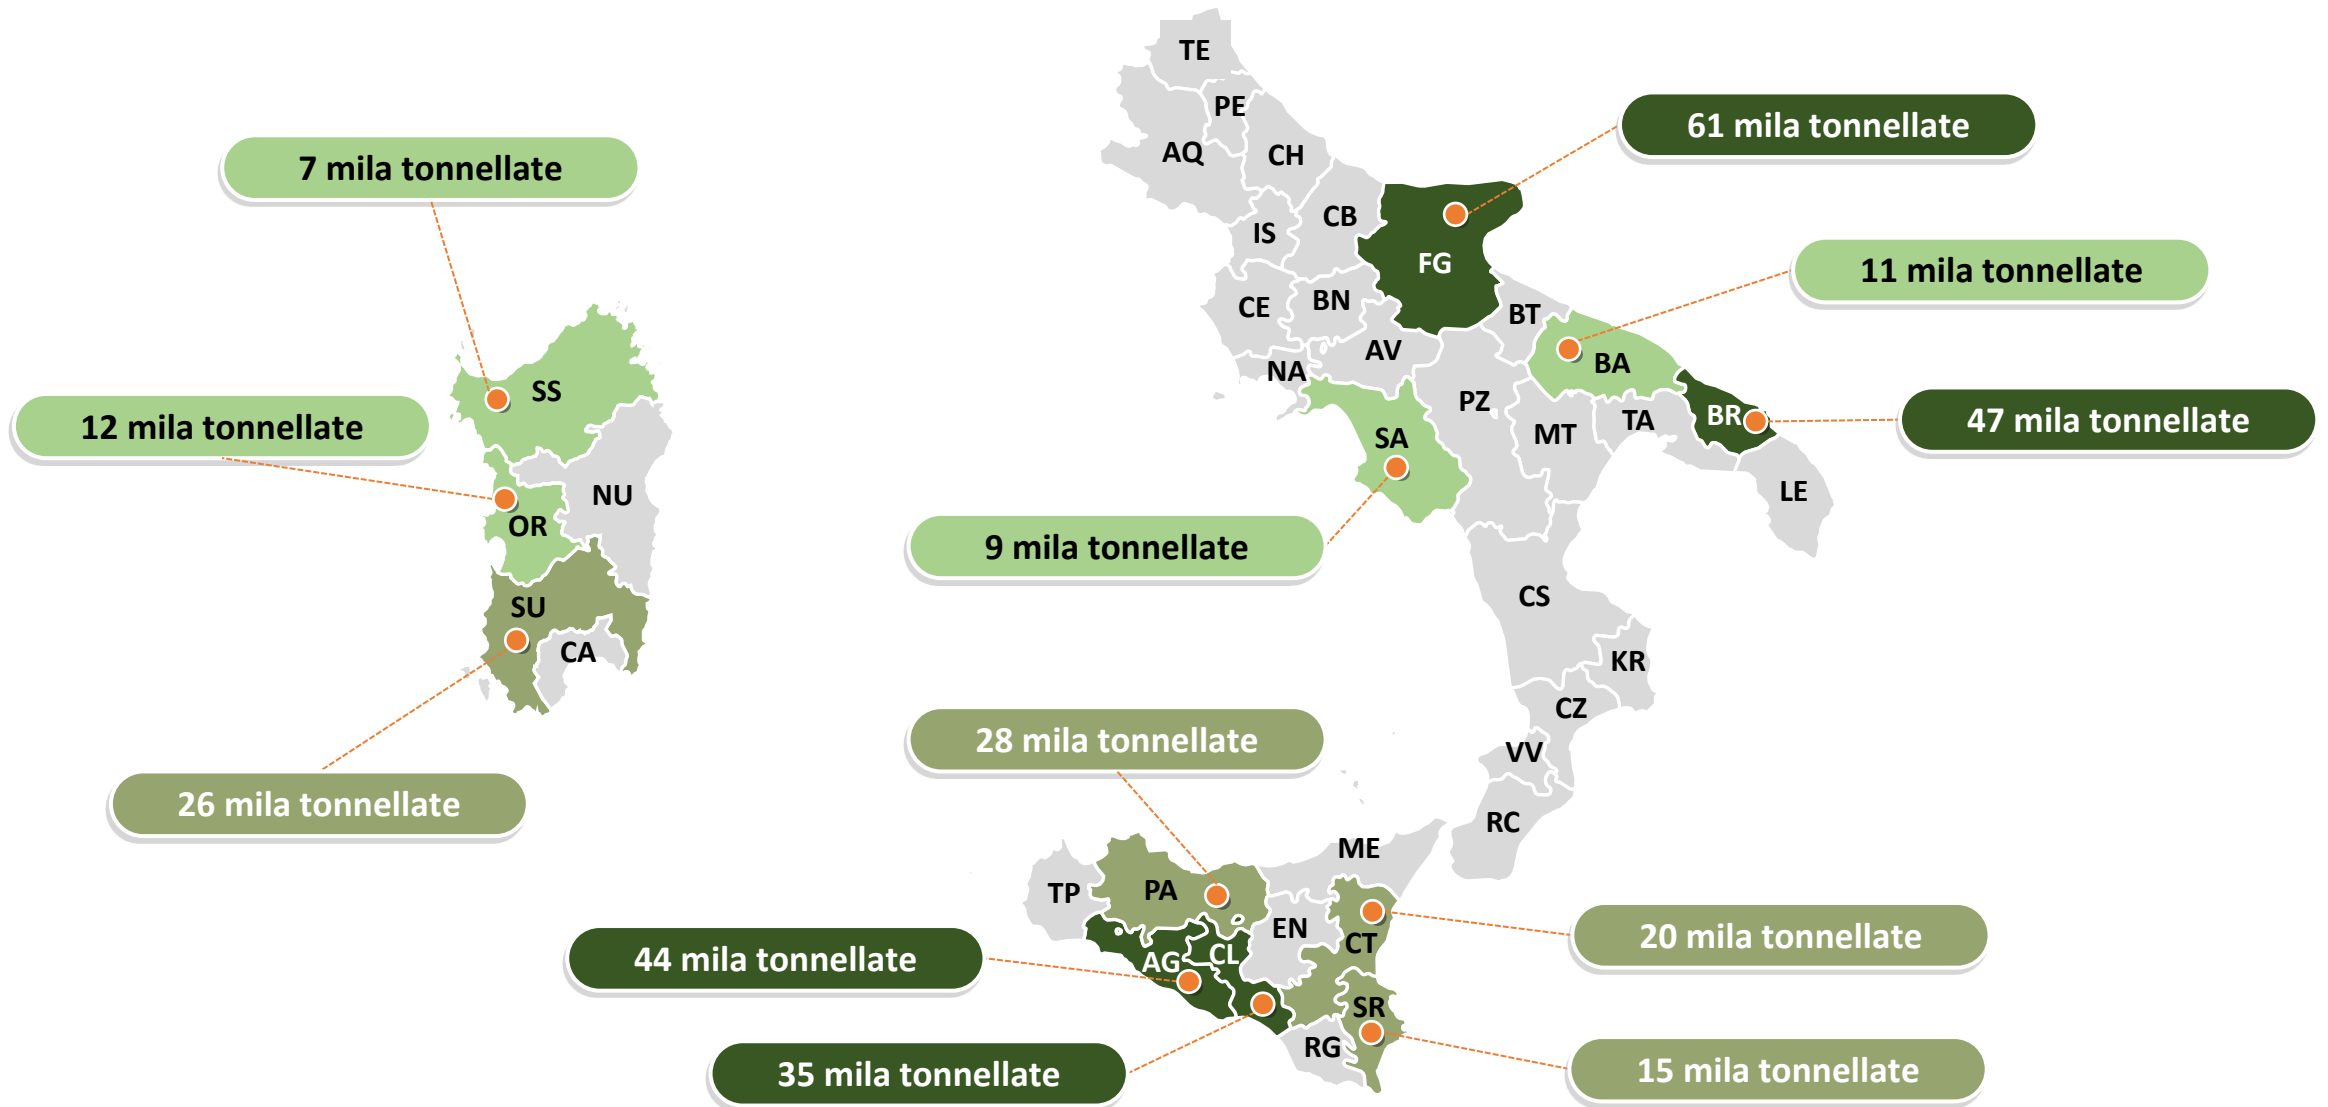 TE
PE
AQ
CH
61 mila tonnellate
7 mila tonnellate
CB
IS
FG
11 mila tonnellate
CE
BN
BT
AV
BA
NA
SS
PZ
12 mila tonnellate
SA
MT
TA
BR
47 mila tonnellate
NU
LE
OR
9 mila tonnellate
CS
SU
CA
KR
CZ
28 mila tonnellate
VV
26 mila tonnellate
RC
ME
TP
PA
EN
20 mila tonnellate
CT
44 mila tonnellate
AG
CL
SR
RG
35 mila tonnellate
15 mila tonnellate